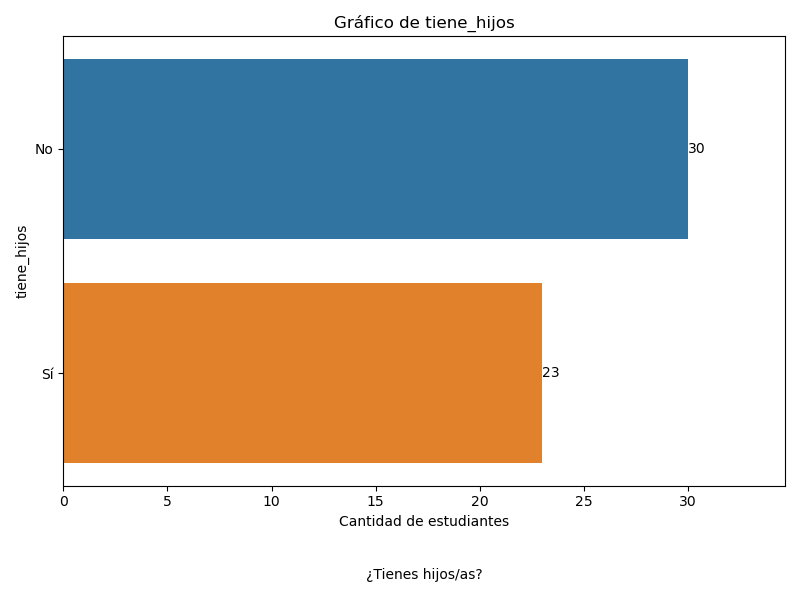 Gráfico de tiene_hijos
tiene_hijos
No
30
Sí
23
0 5 10 15 20 25 30
Cantidad de estudiantes
¿Tienes hijos/as?